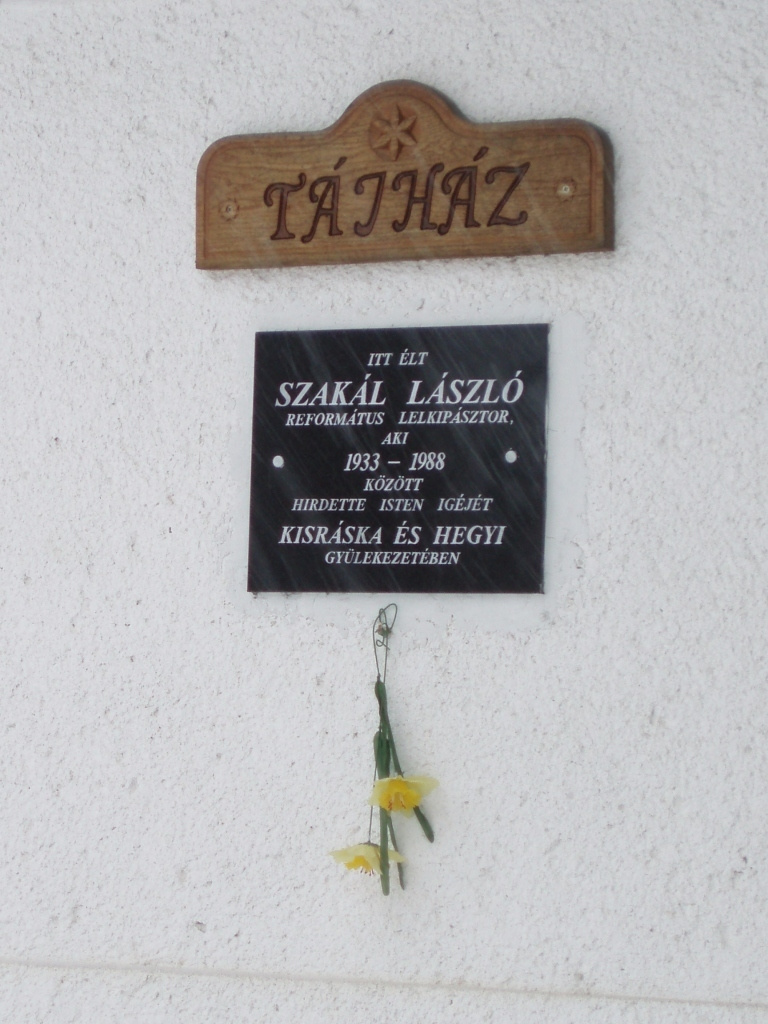 TÁJHÁZ
ITT ÉLT
SZAKÁL LÁSZLÓ
REFORMÁTUS LELKIPÁSZTOR,
AKI
1933 – 1988
KÖZÖTT
HIRDETTE ISTEN IGÉJÉT
KISRÁSKA ÉS HEGYI
GYÜLEKEZETÉBEN